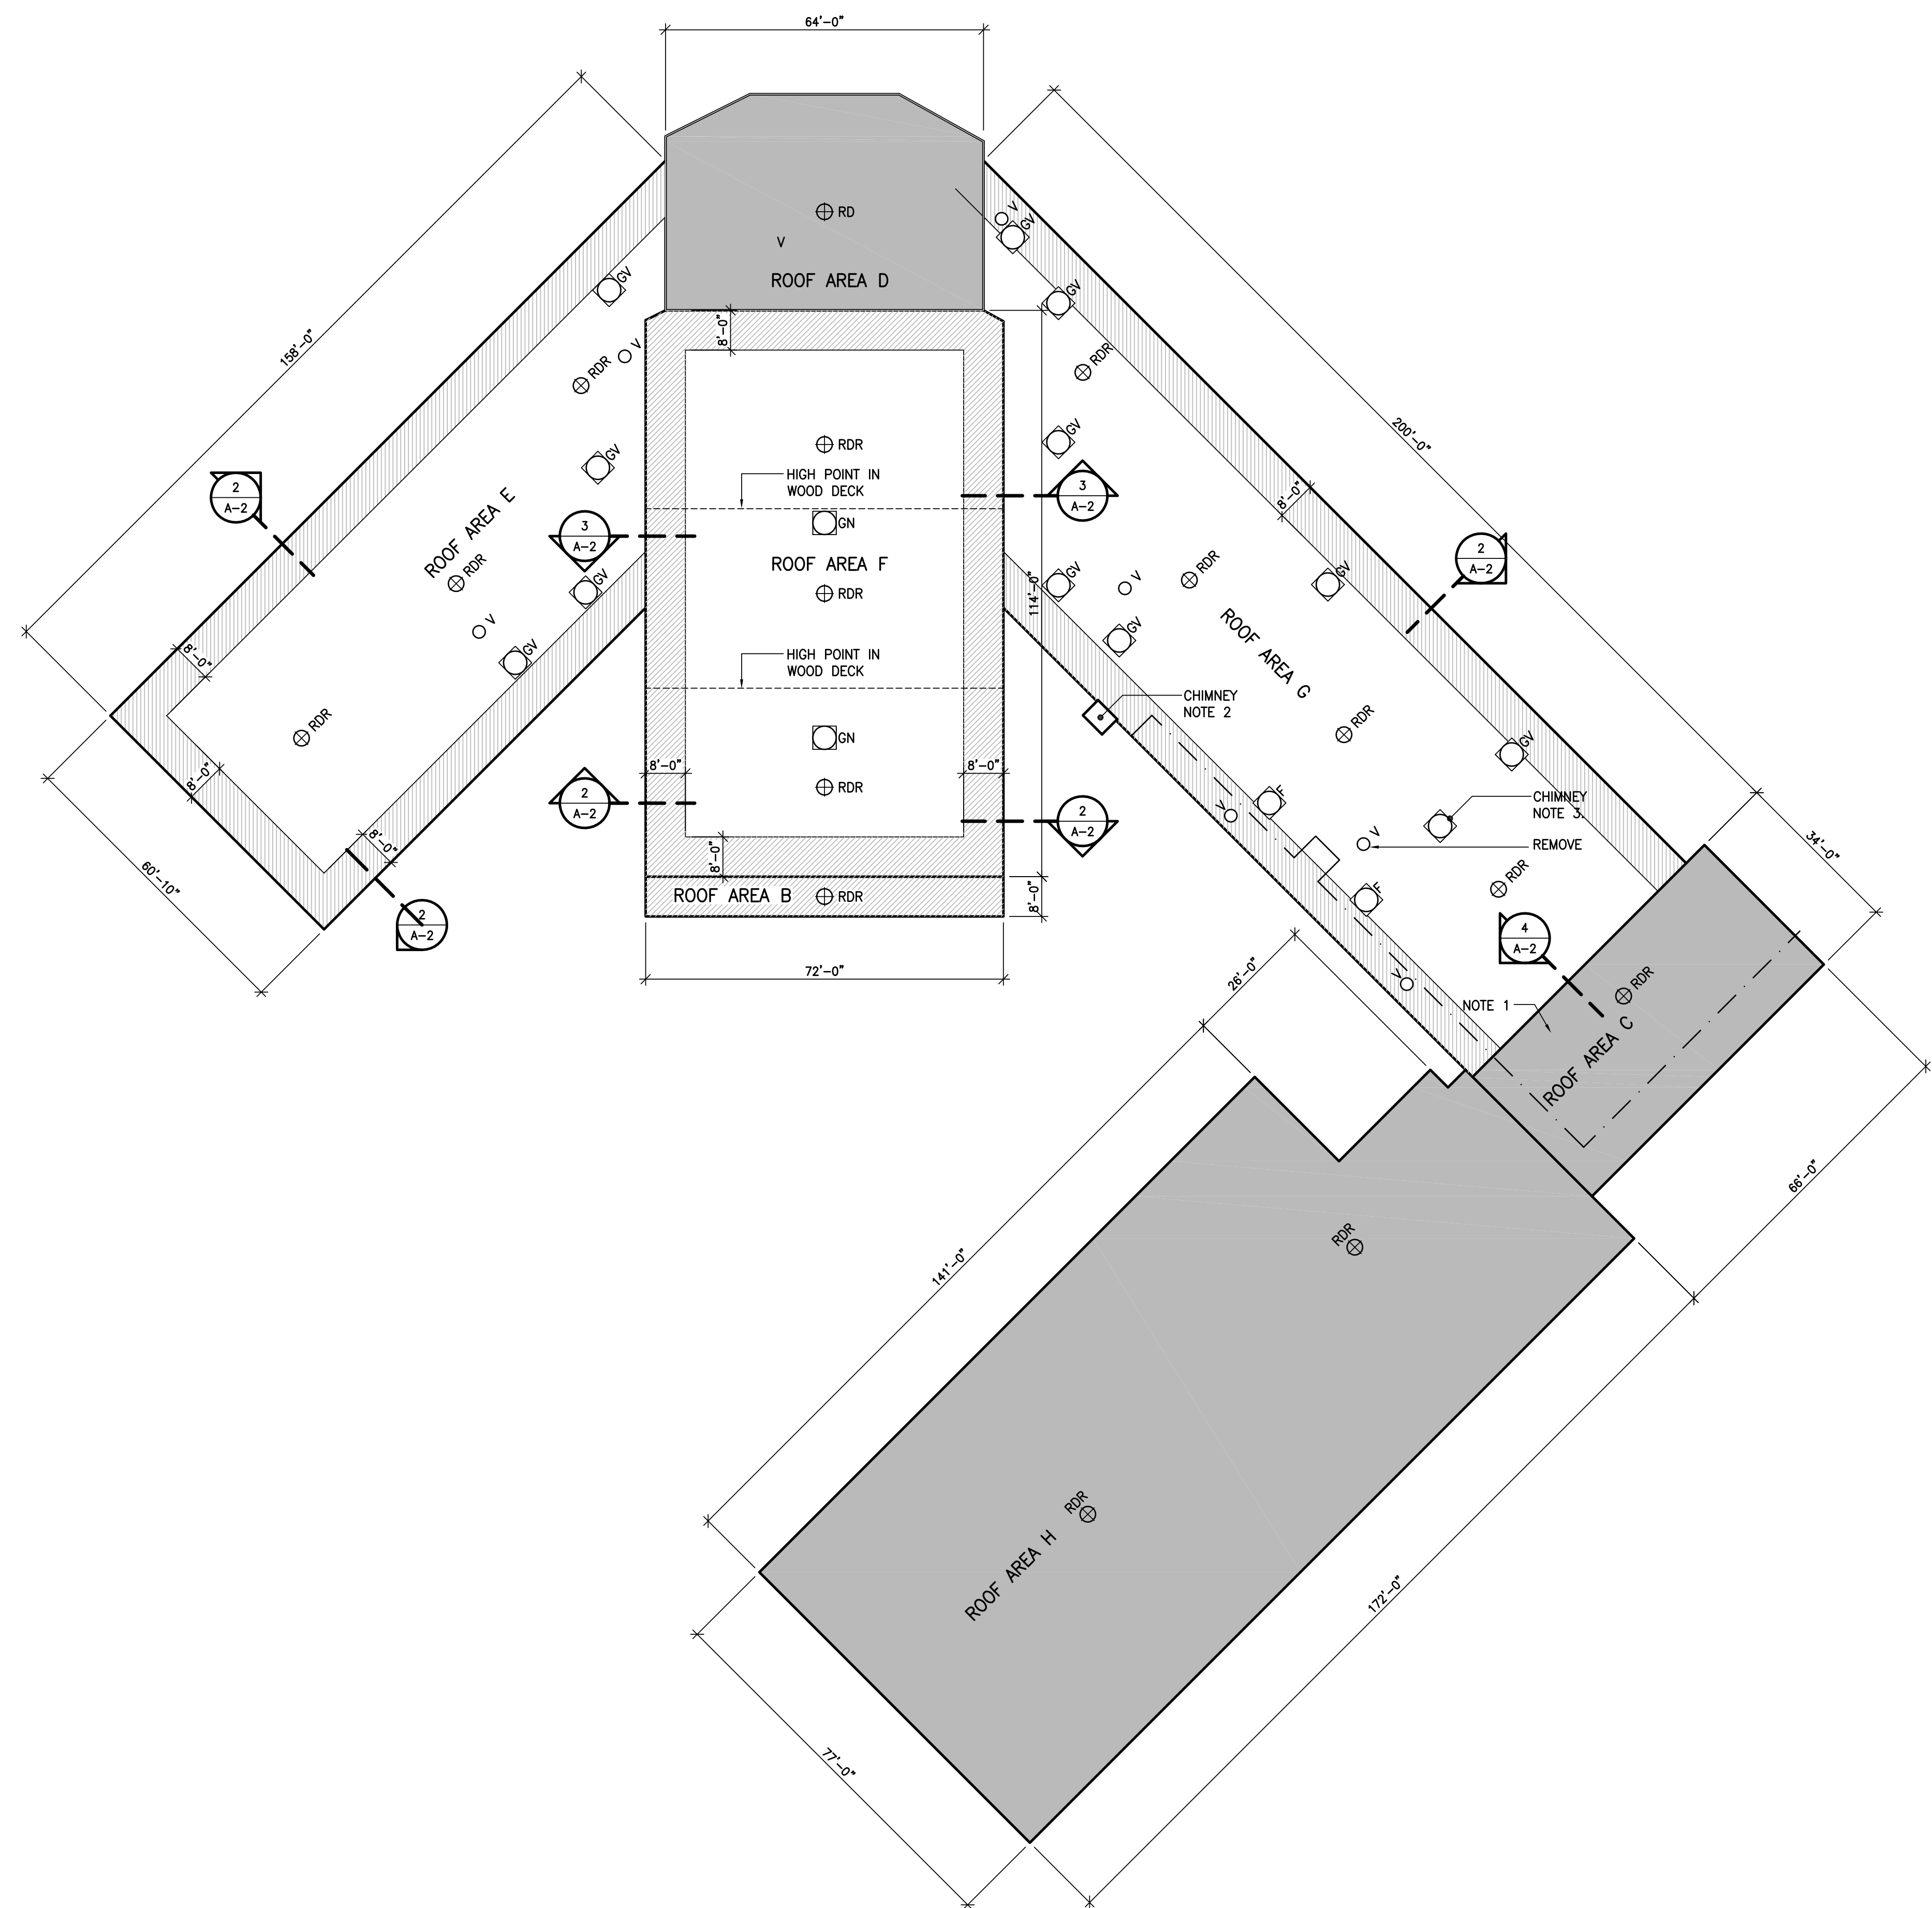 64'-0"
158'-0"
200'-0"
RD
V
ROOF AREA D
8'-0"
V
GV
GV
GV
V
RDR
RDR
GV
GV
RDR
HIGH POINT IN
WOOD DECK
GN
ROOF AREA F
RDR
114'-0"
HIGH POINT IN
WOOD DECK
GN
8'-0"
8'-0"
RDR
8'-0"
ROOF AREA B
RDR
8'-0"
72'-0"
2
A-2
3
A-2
3
A-2
2
A-2
2
A-2
2
A-2
2
A-2
4
A-2
ROOF AREA E
RDR
GV
V
GV
8'-0"
RDR
8'-0"
8'-0"
60'-10"
8'-0"
GV
V
RDR
GV
GV
ROOF AREA G
CHIMNEY
NOTE 2
RDR
GV
F
V
CHIMNEY
NOTE 3.
V
REMOVE
RDR
F
V
34'-0"
NOTE 1
RDR
ROOF AREA C
66'-0"
26'-0"
141'-0"
RDR
RDR
ROOF AREA H
172'-0"
77'-0"